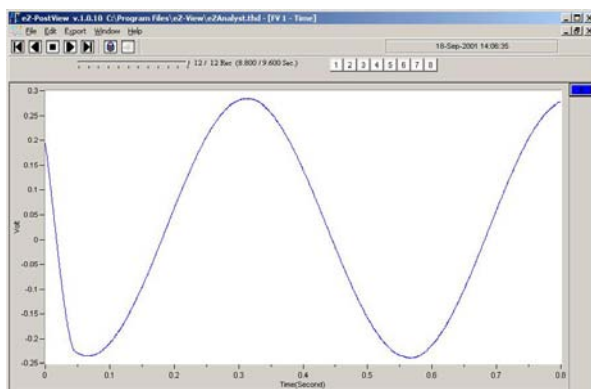 e2-PostView v.1.0.10 C:\Program Files\e2-View\e2Analyst.thd - [FV 1 - Time]
File Edit Export Window Help
18-Sep-2001 14:06:35
12 / 12 Rec (8.800 / 9.600 Sec.)
1 2 3 4 5 6 7 8
0.3
0.25
0.2
0.15
0.1
0.05
0
-0.05
-0.1
-0.15
-0.2
-0.25
Volt
0 0.1 0.2 0.3 0.4 0.5 0.6 0.7 0.8
Time(Second)